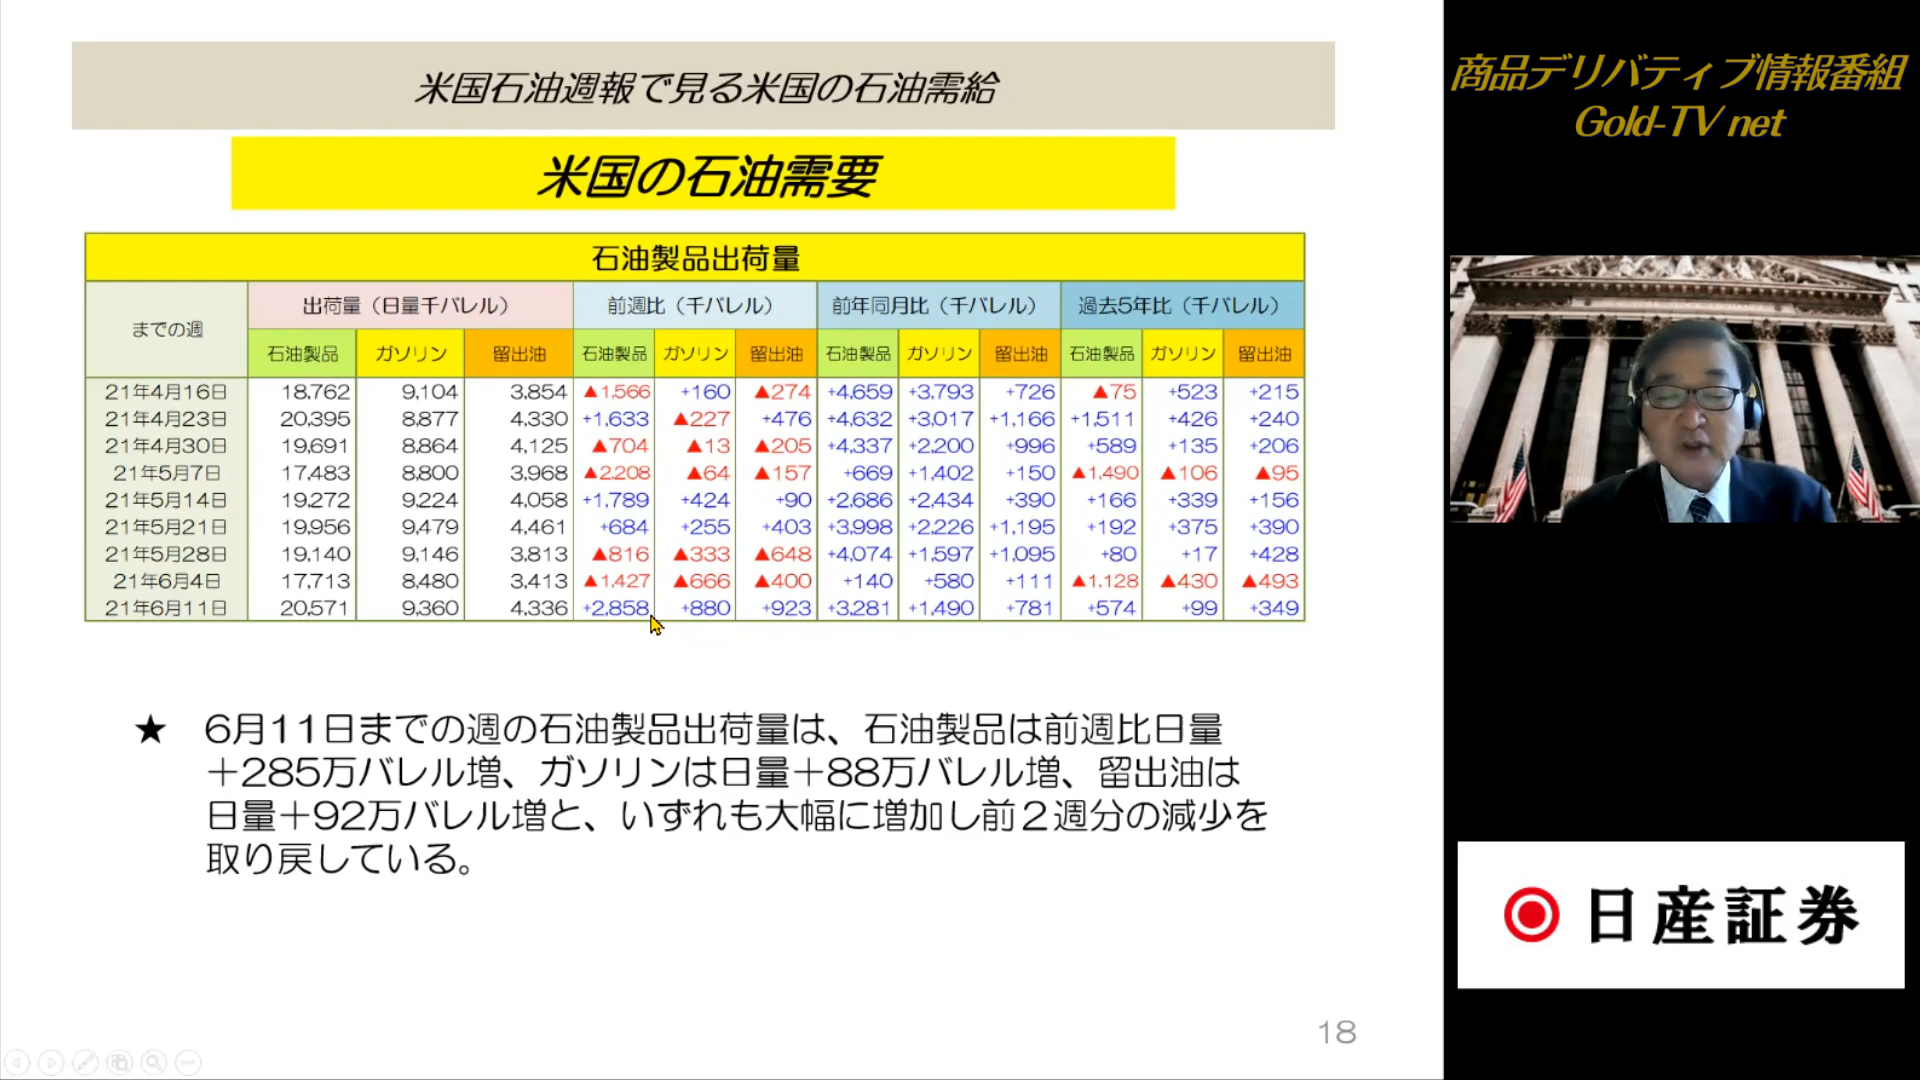 米国石油週報で見る米国の石油需給
米国の石油需要
石油製品出荷量
までの週 出荷量（日量千バレル） 前週比（千バレル） 前年同月比（千バレル） 過去5年比（千バレル）
石油製品 ガソリン 留出油 石油製品 ガソリン 留出油 石油製品 ガソリン 留出油 石油製品 ガソリン 留出油
21年4月16日 18,762 9,104 3,854 ▲1,566 +160 ▲274 +4,659 +3,793 +726 ▲75 +523 +215
21年4月23日 20,395 8,877 4,330 +1,633 ▲227 +476 +4,632 +3,017 +1,166 +1,511 +426 +240
21年4月30日 19,691 8,864 4,125 ▲704 ▲13 ▲205 +4,337 +2,200 +996 +589 +135 +206
21年5月7日 17,483 8,800 3,968 ▲2,208 ▲64 ▲157 +669 +1,402 +150 ▲1,490 ▲106 ▲95
21年5月14日 19,272 9,224 4,058 +1,789 +424 +90 +2,686 +2,434 +390 +166 +339 +156
21年5月21日 19,956 9,479 4,461 +684 +255 +403 +3,998 +2,226 +1,195 +192 +375 +390
21年5月28日 19,140 9,146 3,813 ▲816 ▲333 ▲648 +4,074 +1,597 +1,095 +80 +17 +428
21年6月4日 17,713 8,480 3,413 ▲1,427 ▲666 ▲400 +140 +580 +111 ▲1,128 ▲430 ▲493
21年6月11日 20,571 9,360 4,336 +2,858 +880 +923 +3,281 +1,490 +781 +574 +99 +349
★ 6月11日までの週の石油製品出荷量は、石油製品は前週比日量
＋285万バレル増、ガソリンは日量＋88万バレル増、留出油は
日量＋92万バレル増と、いずれも大幅に増加し前２週分の減少を
取り戻している。
18
商品デリバティブ情報番組
Gold-TV net
日産証券